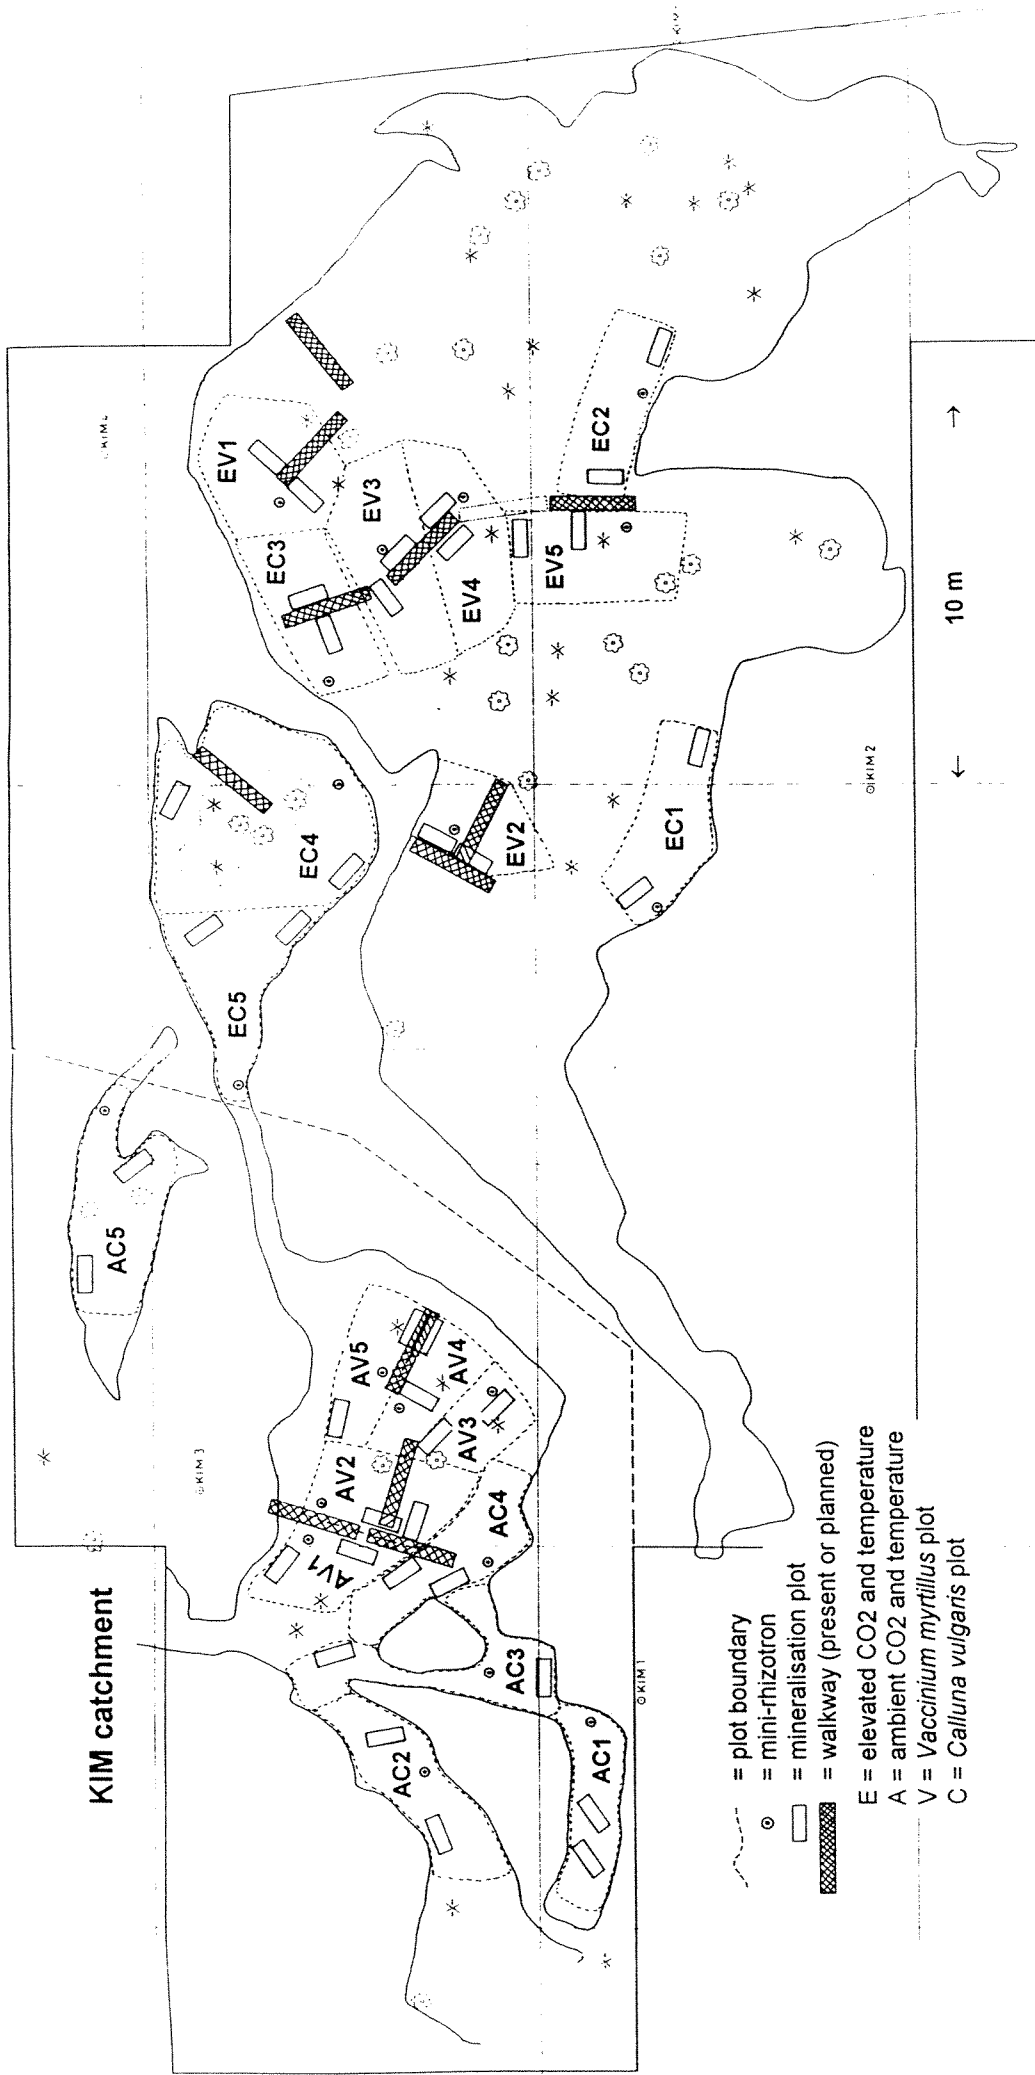 KIM catchment
AC5
KIM4
KIM3
EC5
EV1
EC3
EC4
AV1
AV2
AV5
EV3
AC2
AV3
AV4
EV4
AC4
AC3
EV2
EV5
AC1
EC2
EC1
KIM1
KIM2
= plot boundary
= mini-rhizotron
= mineralisation plot
= walkway (present or planned)
E = elevated CO2 and temperature
A = ambient CO2 and temperature
V = Vaccinium myrtillus plot
C = Calluna vulgaris plot
← 10 m →